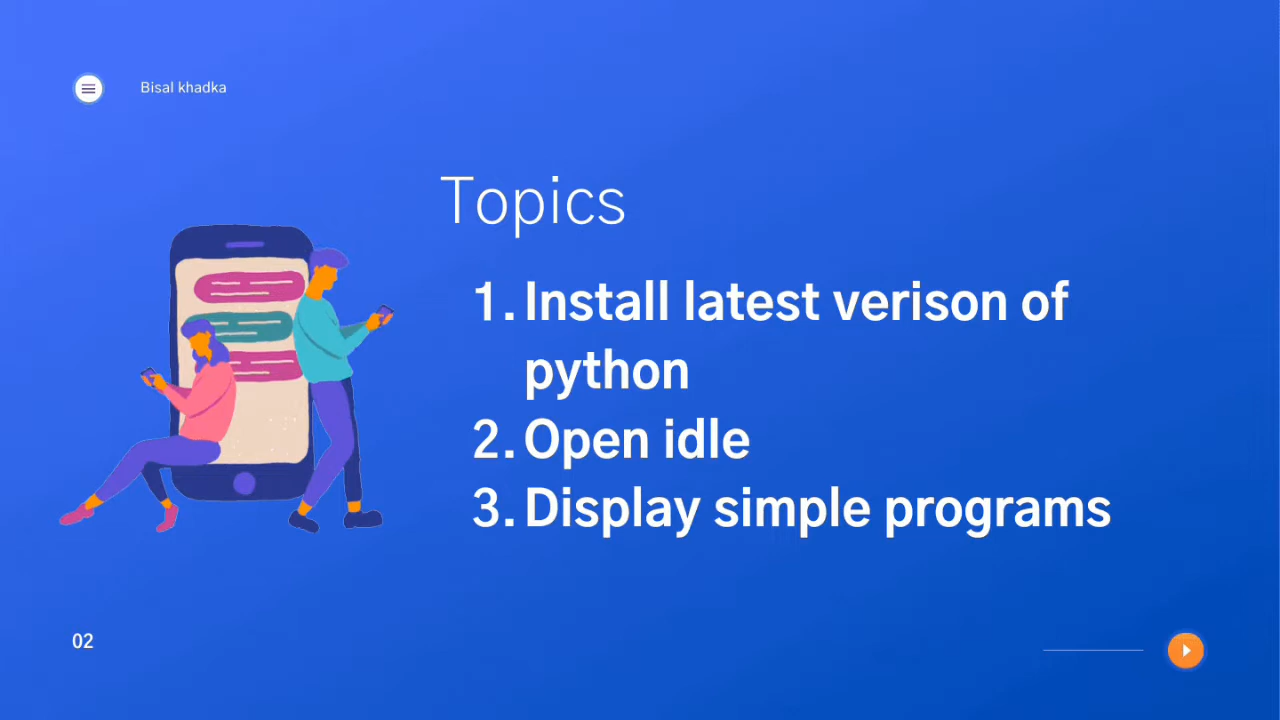 Bisal khadka
Topics
1. Install latest verison of
python
2. Open idle
3. Display simple programs
02